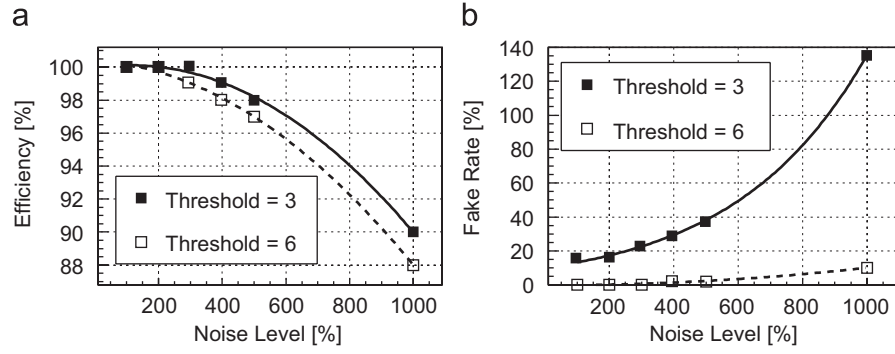 a
Efficiency [%]
100
98
96
94
92
90
88
Threshold = 3
Threshold = 6
200 400 600 800 1000
Noise Level [%]
b
Fake Rate [%]
140
120
100
80
60
40
20
0
Threshold = 3
Threshold = 6
200 400 600 800 1000
Noise Level [%]